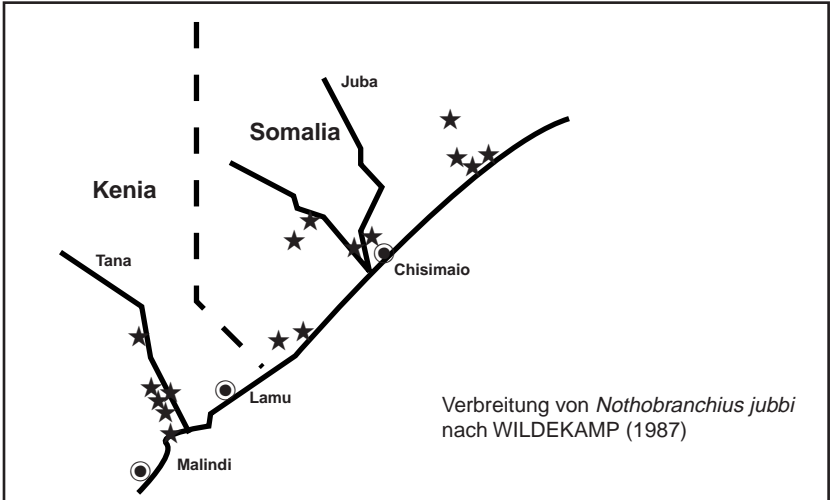 Juba
Somalia
Kenia
Tana
Chisimaio
Lamu
Verbreitung von Nothobranchius jubbi
nach WILDEKAMP (1987)
Malindi